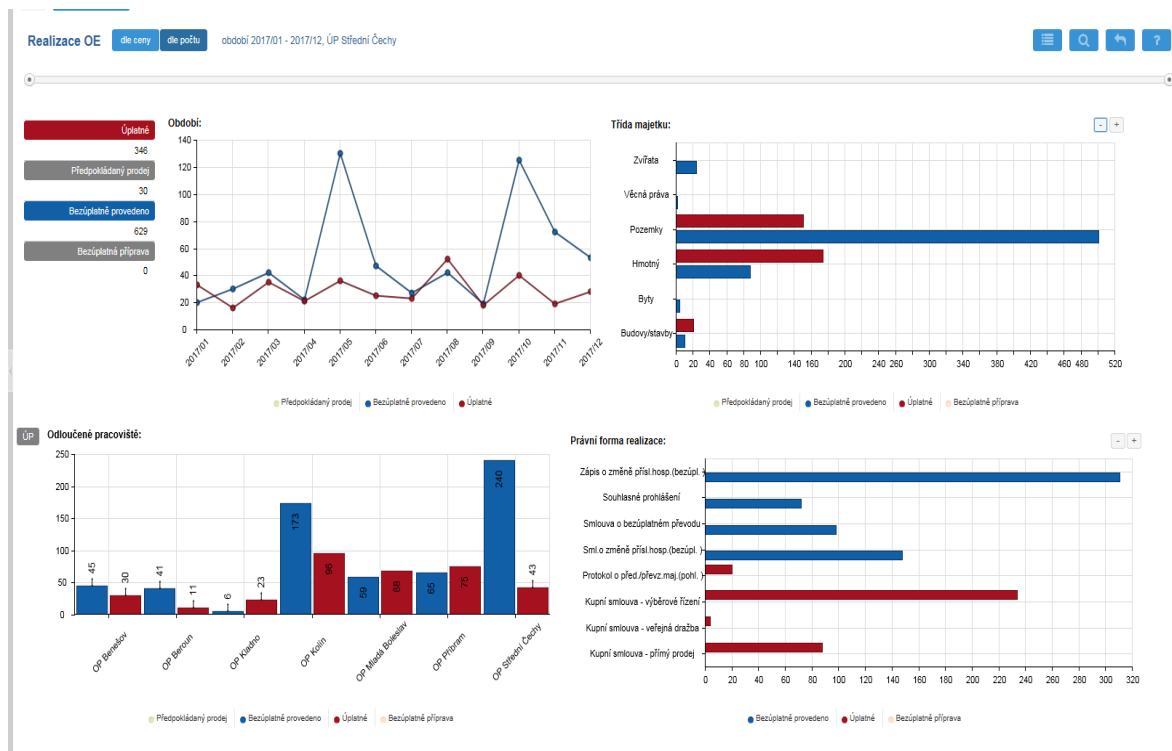 Realizace OE dle ceny dle počtu období 2017/01 - 2017/12, ÚP Střední Čechy ?
Úplatné
346
Předpokládaný prodej
30
Bezúplatně provedeno
629
Bezúplatná příprava
0
Období:
140
120
100
80
60
40
20
0
2017/01 2017/02 2017/03 2017/04 2017/05 2017/06 2017/07 2017/08 2017/09 2017/10 2017/11 2017/12
Předpokládaný prodej Bezúplatně provedeno Úplatné
Třída majetku: - +
Zvířata
Věcná práva
Pozemky
Hmotný
Byty
Budovy/stavby
0 20 40 60 80 100 120 140 160 200 240 260 300 340 380 420 460 480 520
Předpokládaný prodej Bezúplatně provedeno Úplatné Bezúplatně příprava
ÚP Odloučené pracoviště:
250
200
150
100
50
0
45 30 41 11 6 23 173 96 59 68 65 75 240 43
OP Benešov OP Beroun OP Kladno OP Kolín OP Mladá Boleslav OP Příbram OP Střední Čechy
Předpokládaný prodej Bezúplatně provedeno Úplatné Bezúplatně příprava
Právní forma realizace: - +
Zápis o změně přísl.hosp.(bezúpl. )
Souhlasné prohlášení
Smlouva o bezúplatném převodu
Sml.o změně přísl.hosp.(bezúpl. )
Protokol o před./převz.maj.(pohl. )
Kupní smlouva - výběrové řízení
Kupní smlouva - veřejná dražba
Kupní smlouva - přímý prodej
0 20 40 60 80 100 120 140 160 180 200 220 240 260 280 300 320
Bezúplatně provedeno Úplatné Bezúplatně příprava